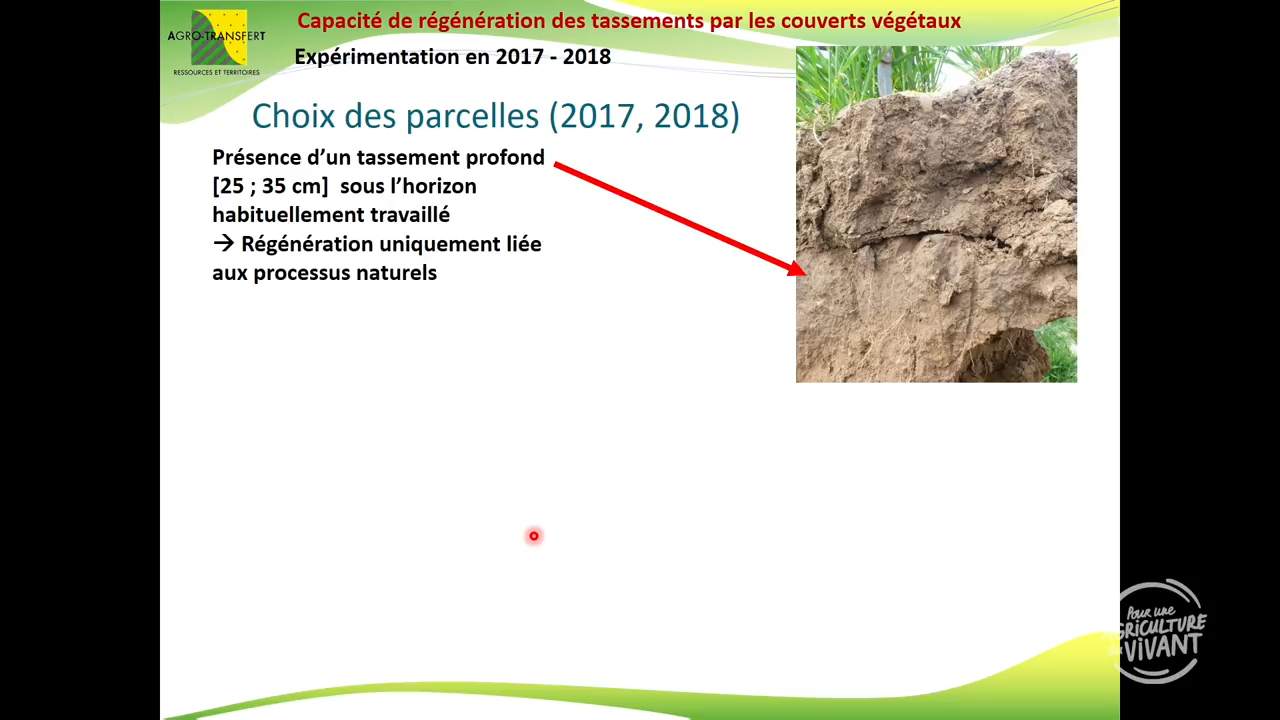 AGRO-TRANSFERT
RESSOURCES ET TERRITOIRES
Capacité de régénération des tassements par les couverts végétaux
Expérimentation en 2017 - 2018
Choix des parcelles (2017, 2018)
Présence d’un tassement profond
[25 ; 35 cm] sous l’horizon
habituellement travaillé
→ Régénération uniquement liée
aux processus naturels
Pour une
AGRICULTURE
du VIVANT